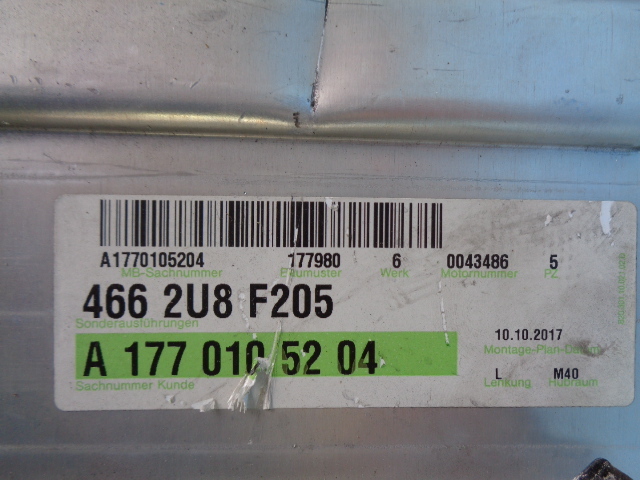 A1770105204 177980 6 0043486 5
MB-Sachnummer Baumuster Werk Motornummer PZ
466 2U8 F205
Sonderausführungen
10.10.2017
A 177 010 52 04
Montage-Plan-Datum
L M40
Sachnummer Kunde Lenkung Hubraum